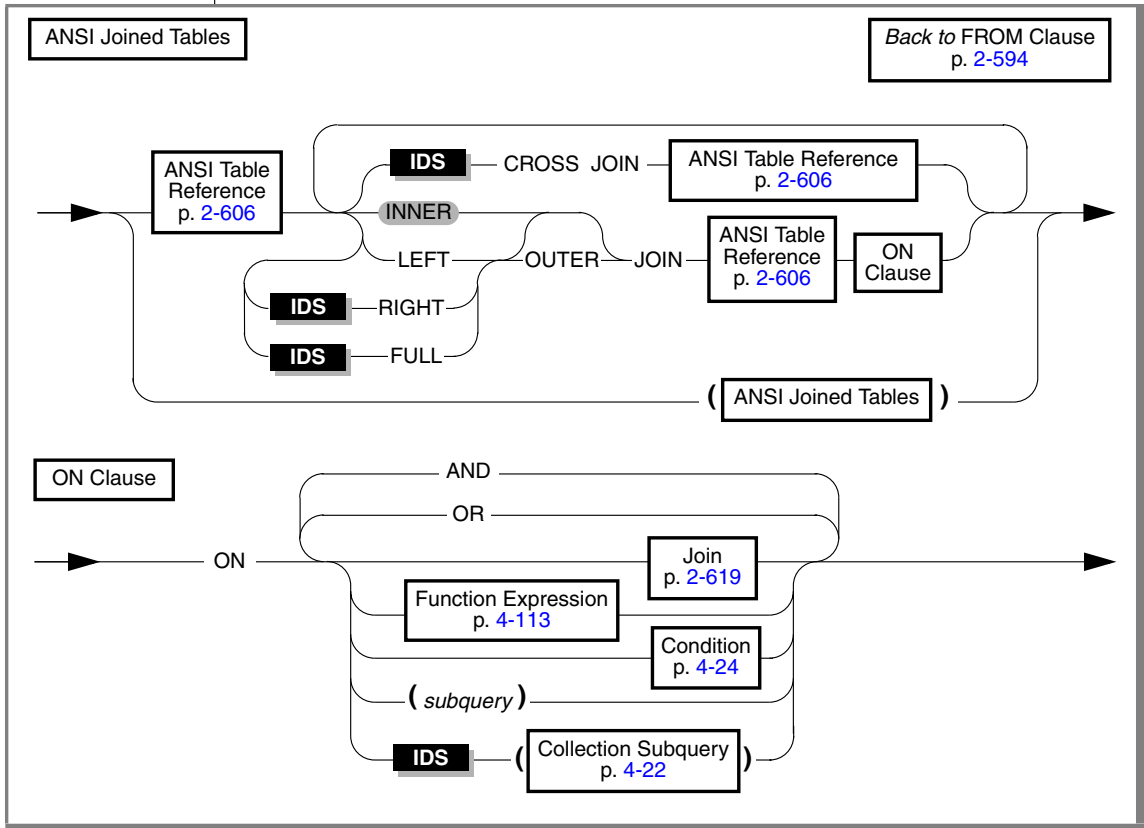 ANSI Joined Tables
Back to FROM Clause
p. 2-594
ANSI Table
Reference
p. 2-606
IDS
CROSS JOIN
ANSI Table Reference
p. 2-606
INNER
LEFT
OUTER
JOIN
ANSI Table
Reference
p. 2-606
ON
Clause
IDS
RIGHT
IDS
FULL
( ANSI Joined Tables )
ON Clause
AND
OR
ON
Join
p. 2-619
Function Expression
p. 4-113
Condition
p. 4-24
( subquery )
IDS
( Collection Subquery )
p. 4-22